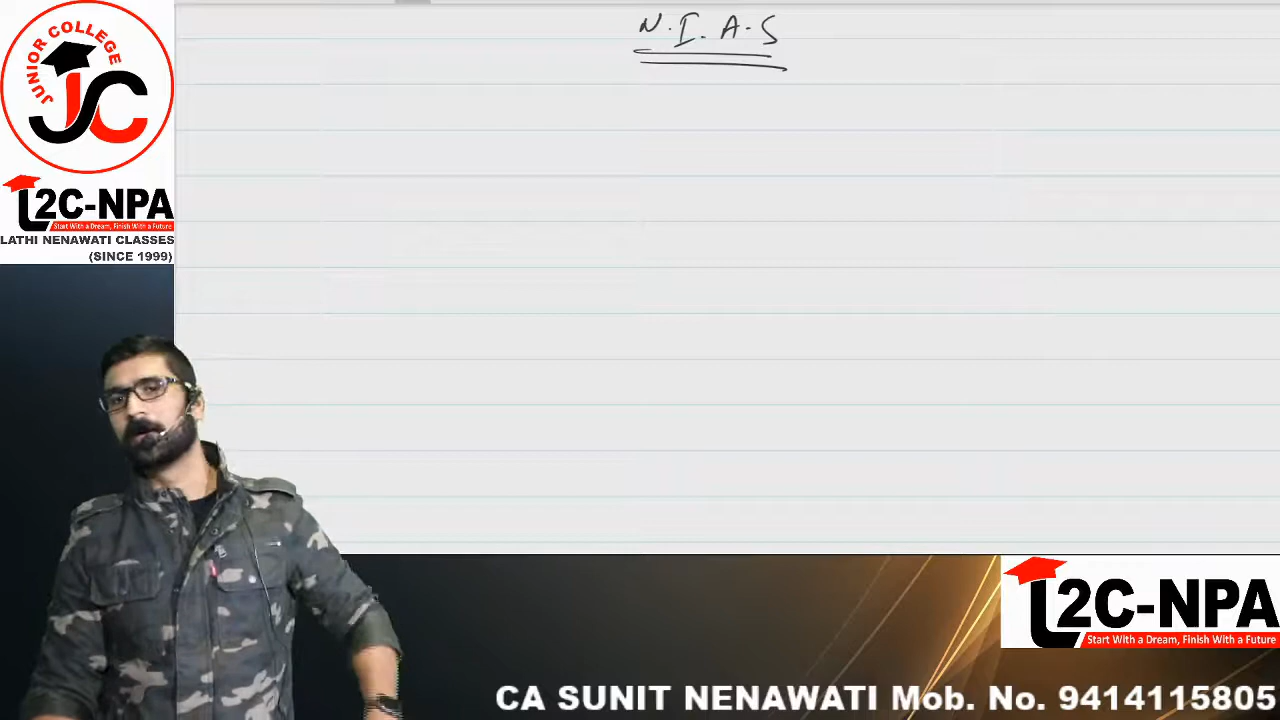 N.I.A.S
JUNIOR COLLEGE
JC
L2C-NPA
Start With a Dream, Finish With a Future
LATHI NENAWATI CLASSES
(SINCE 1999)
L2C-NPA
Start With a Dream, Finish With a Future
CA SUNIT NENAWATI Mob. No. 9414115805